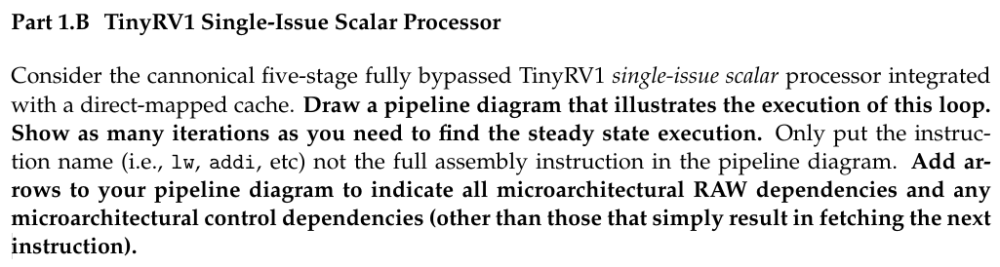 Part 1.B TinyRV1 Single-Issue Scalar Processor
Consider the cannonical five-stage fully bypassed TinyRV1 single-issue scalar processor integrated
with a direct-mapped cache. Draw a pipeline diagram that illustrates the execution of this loop.
Show as many iterations as you need to find the steady state execution. Only put the instruc-
tion name (i.e., lw, addi, etc) not the full assembly instruction in the pipeline diagram. Add ar-
rows to your pipeline diagram to indicate all microarchitectural RAW dependencies and any
microarchitectural control dependencies (other than those that simply result in fetching the next
instruction).